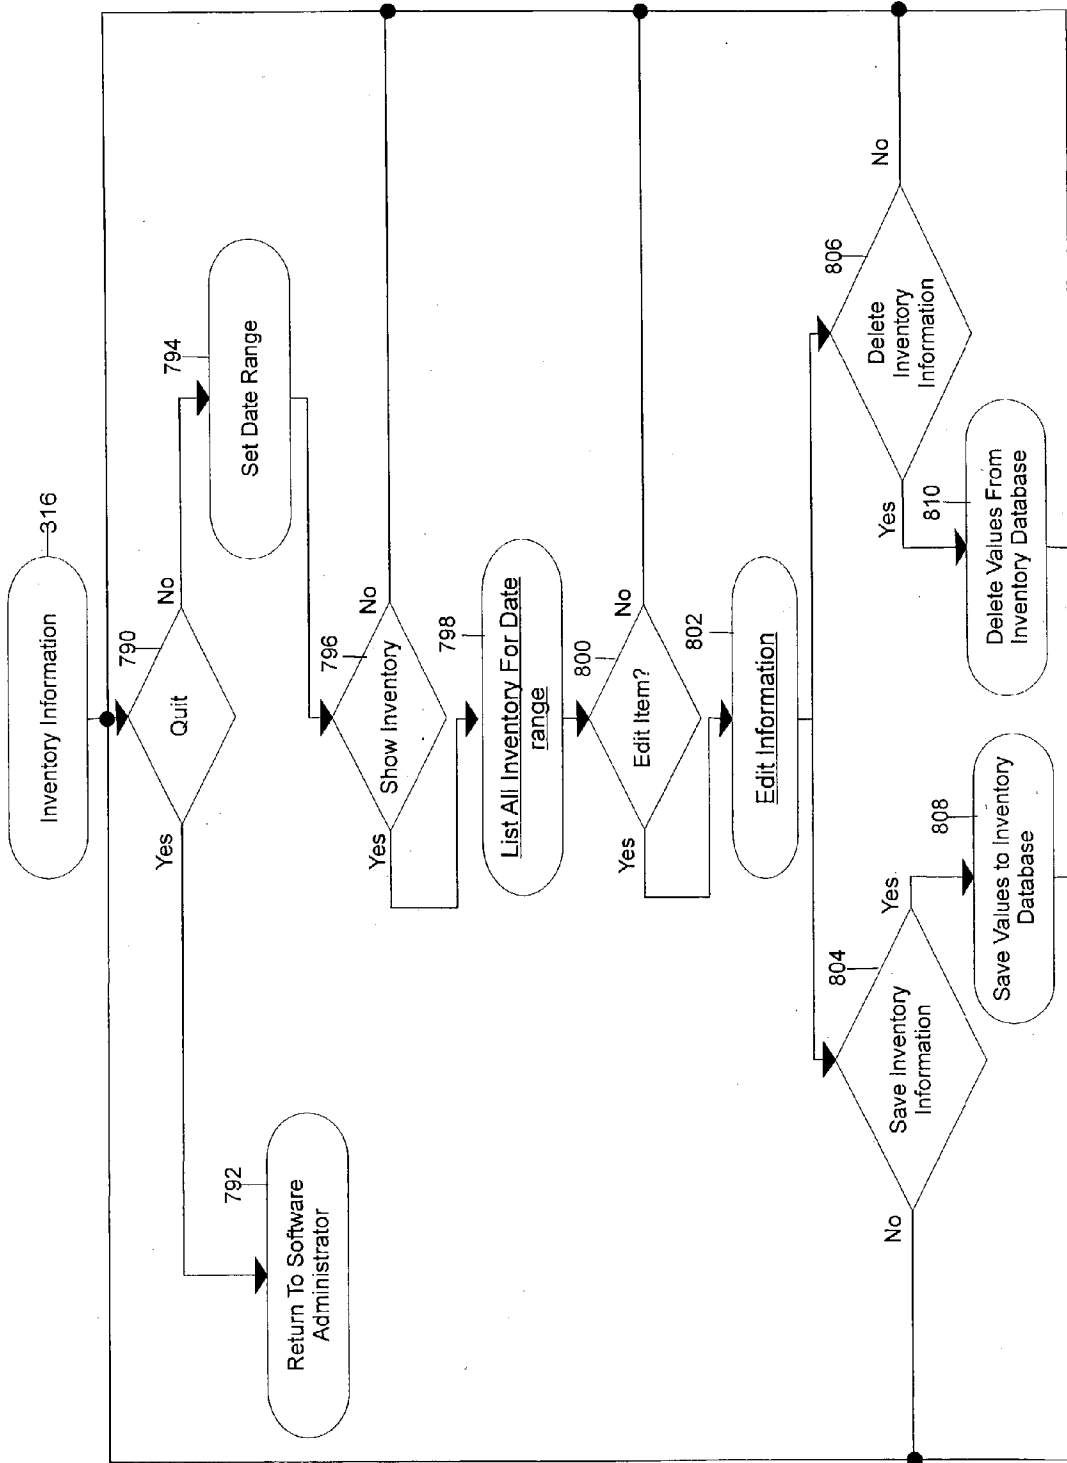 Inventory Information
316
790
Quit
Yes
No
792
Return To Software
Administrator
794
Set Date Range
796
Show Inventory
Yes
No
798
List All Inventory For Date
range
800
Edit Item?
Yes
No
802
Edit Information
804
Save Inventory
Information
No
Yes
806
Delete
Inventory
Information
Yes
No
808
Save Values to Inventory
Database
810
Delete Values From
Inventory Database